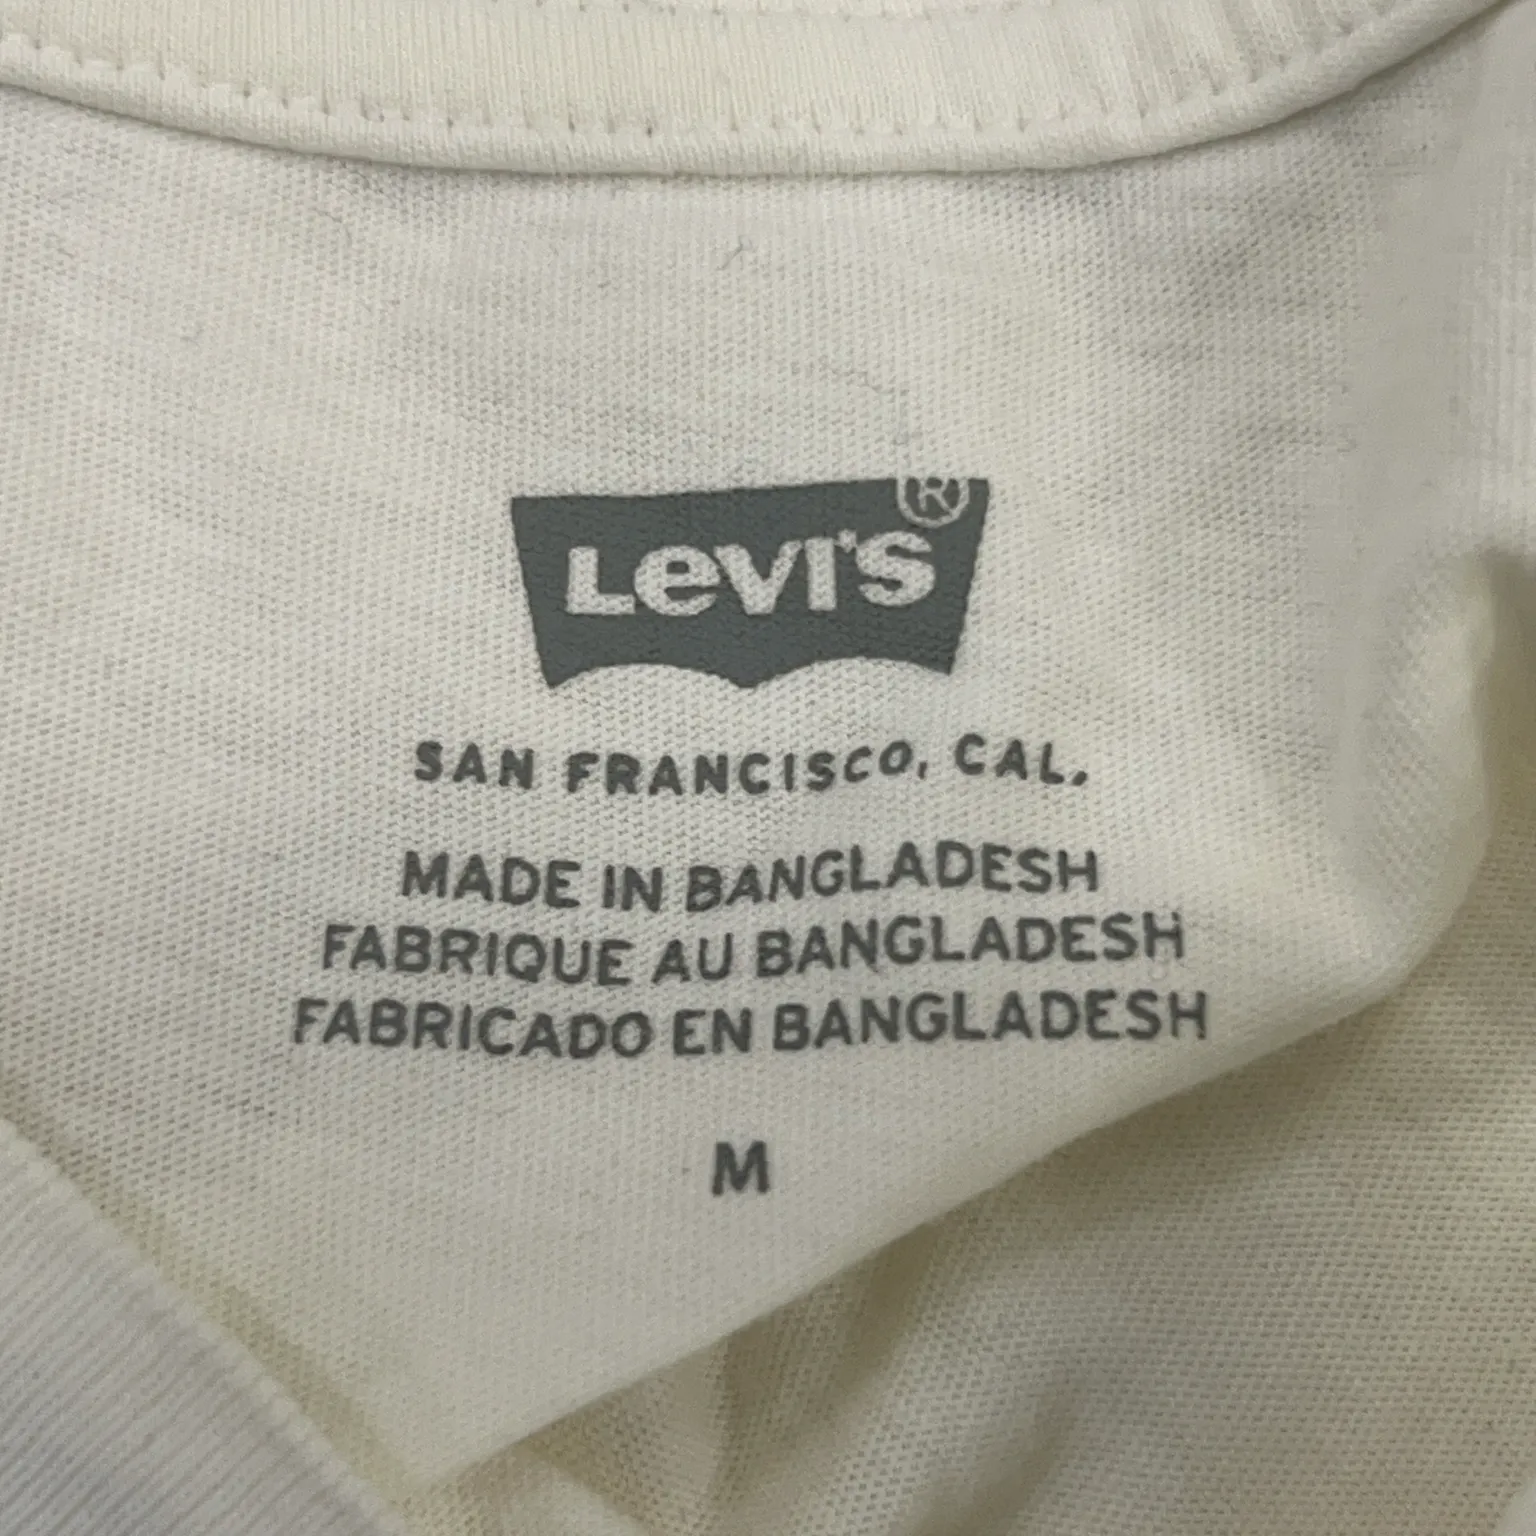 LEVI'S®
SAN FRANCISCO, CAL.
MADE IN BANGLADESH
FABRIQUE AU BANGLADESH
FABRICADO EN BANGLADESH
M